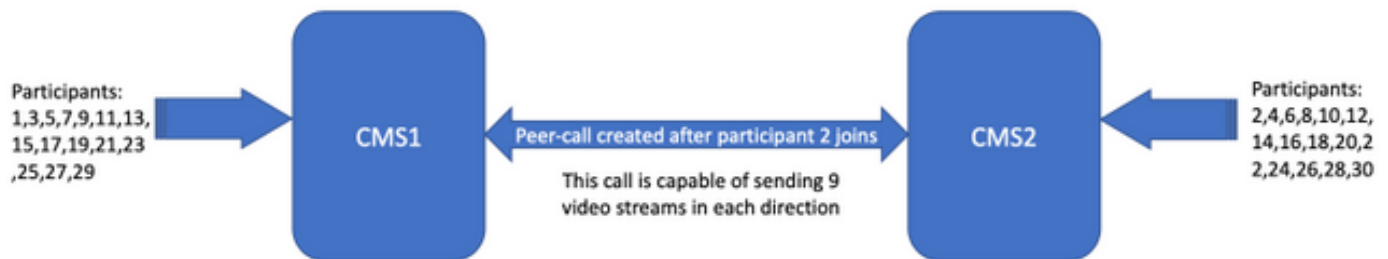 Participants:
1,3,5,7,9,11,13,
15,17,19,21,23
,25,27,29
CMS1
Peer-call created after participant 2 joins
This call is capable of sending 9
video streams in each direction
CMS2
Participants:
2,4,6,8,10,12,
14,16,18,20,2
2,24,26,28,30